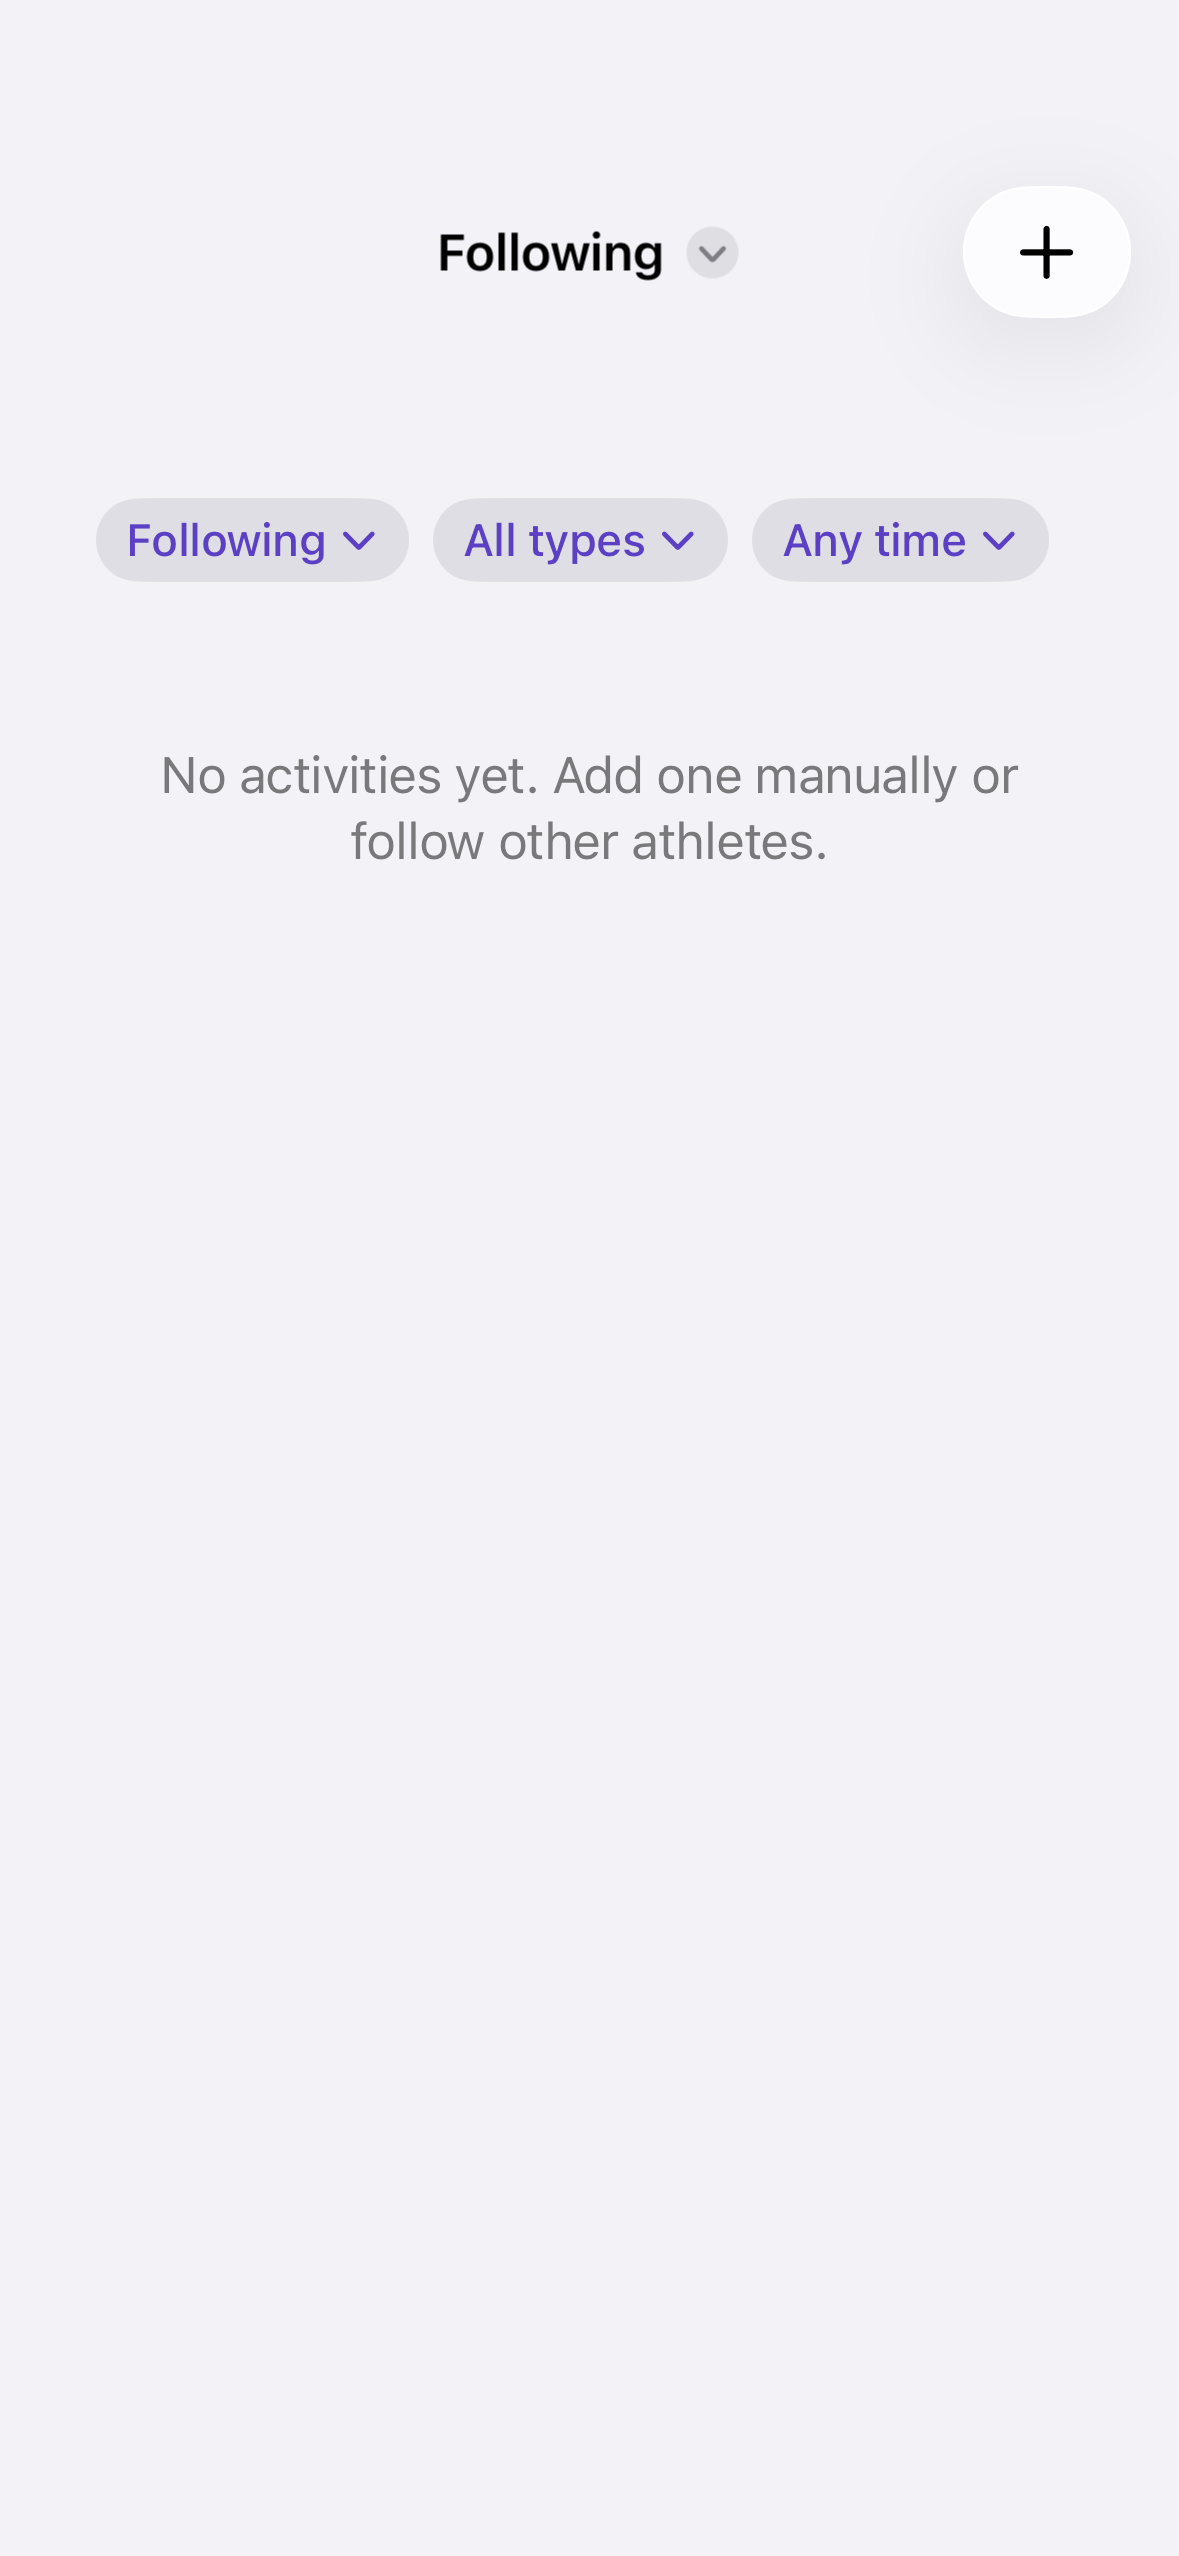 Following
Following
All types
Any time
No activities yet. Add one manually or
follow other athletes.